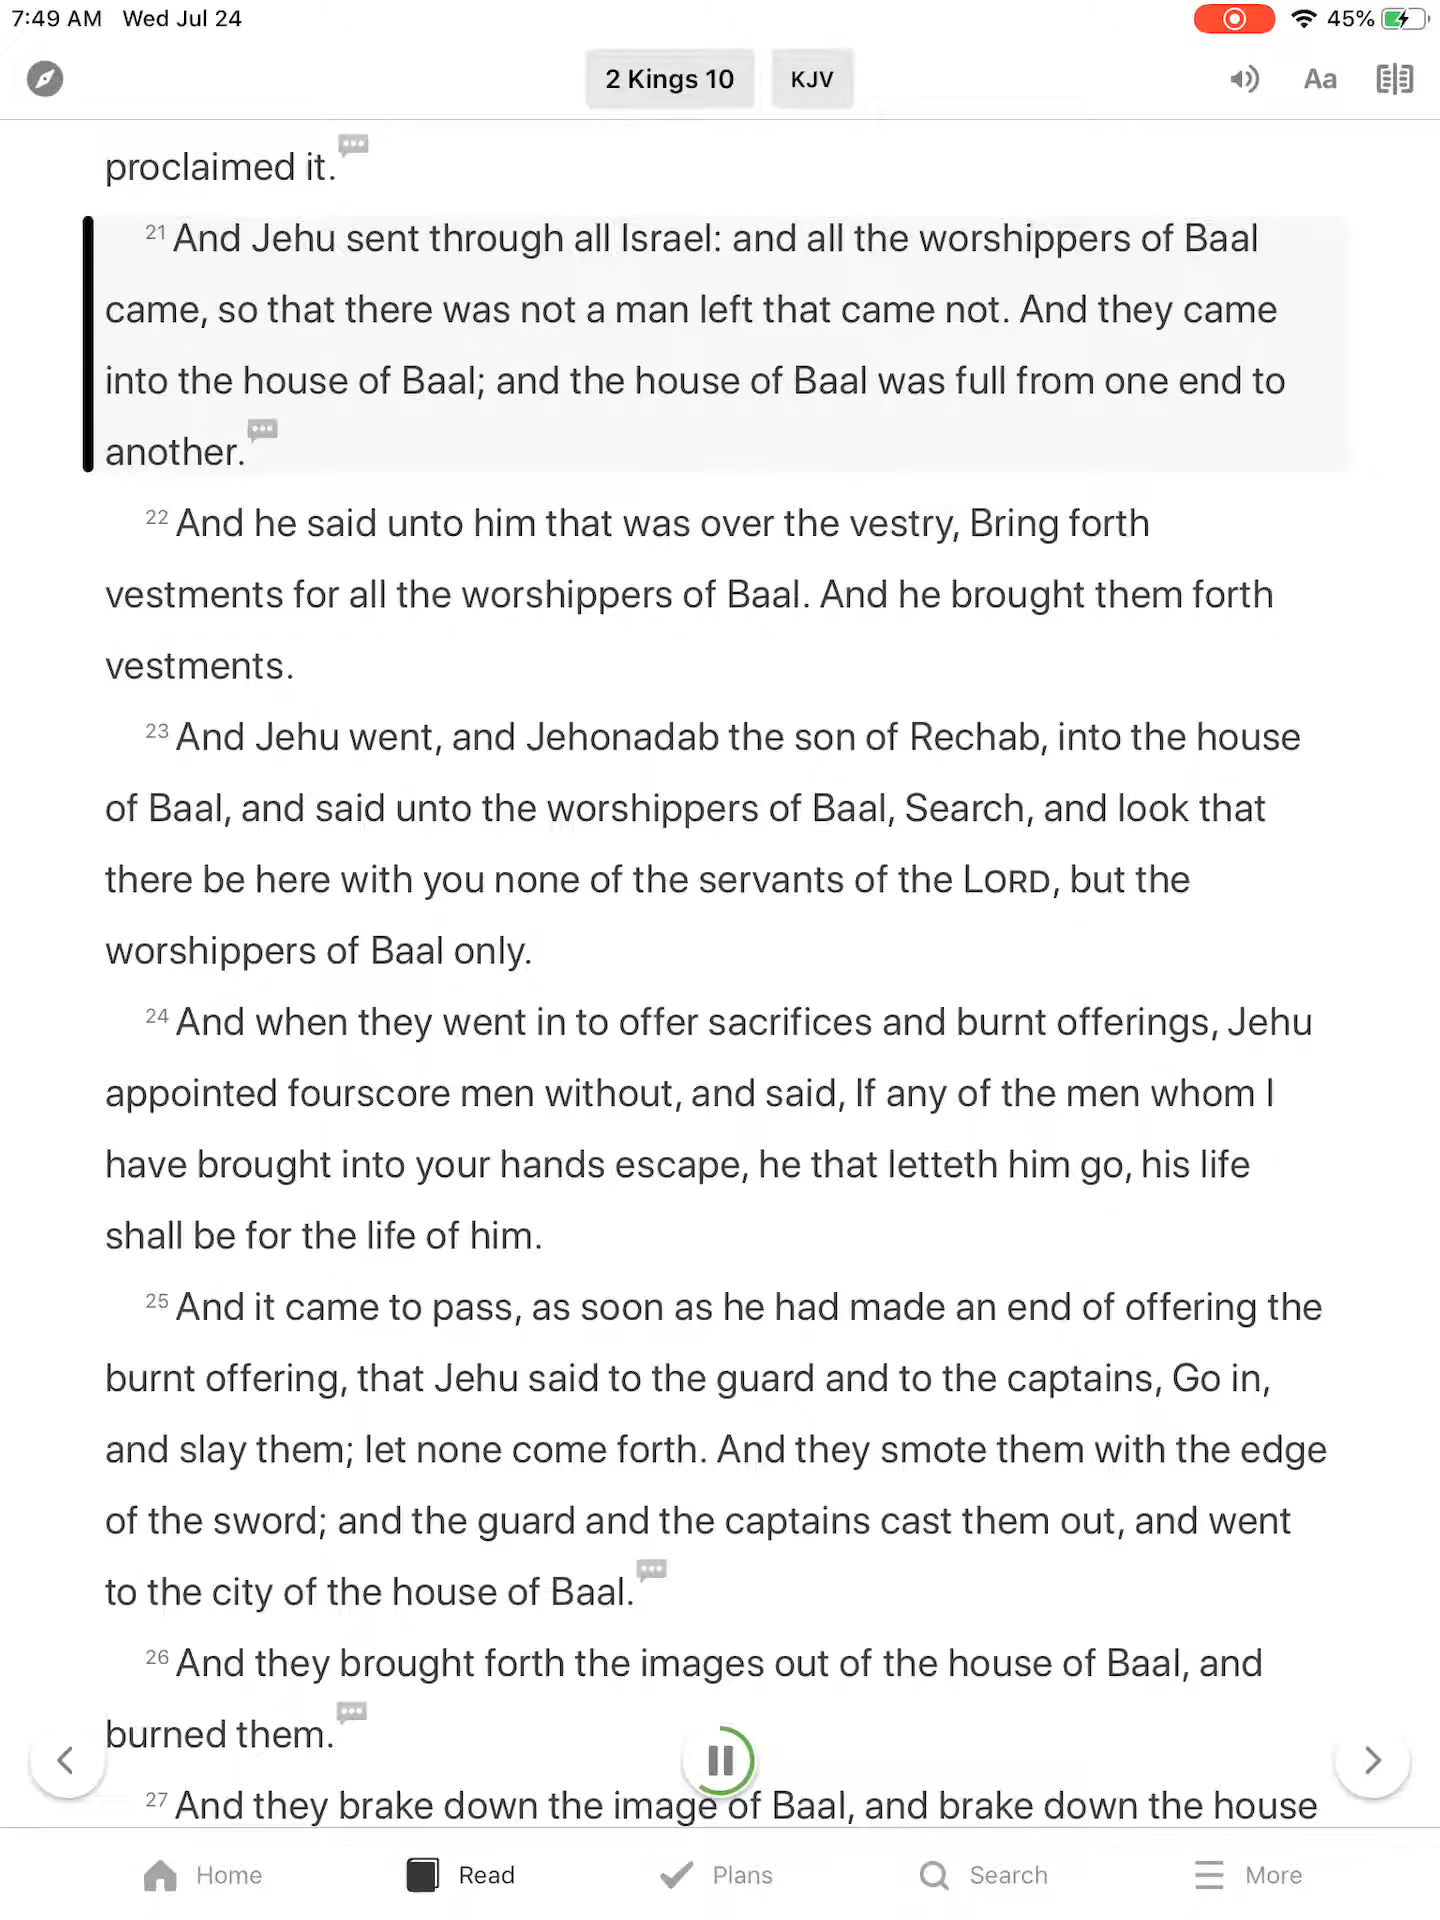 7:49 AM Wed Jul 24 45%
2 Kings 10 KJV Aa
proclaimed it.
21 And Jehu sent through all Israel: and all the worshippers of Baal
came, so that there was not a man left that came not. And they came
into the house of Baal; and the house of Baal was full from one end to
another.
22 And he said unto him that was over the vestry, Bring forth
vestments for all the worshippers of Baal. And he brought them forth
vestments.
23 And Jehu went, and Jehonadab the son of Rechab, into the house
of Baal, and said unto the worshippers of Baal, Search, and look that
there be here with you none of the servants of the LORD, but the
worshippers of Baal only.
24 And when they went in to offer sacrifices and burnt offerings, Jehu
appointed fourscore men without, and said, If any of the men whom I
have brought into your hands escape, he that letteth him go, his life
shall be for the life of him.
25 And it came to pass, as soon as he had made an end of offering the
burnt offering, that Jehu said to the guard and to the captains, Go in,
and slay them; let none come forth. And they smote them with the edge
of the sword; and the guard and the captains cast them out, and went
to the city of the house of Baal.
26 And they brought forth the images out of the house of Baal, and
burned them.
27 And they brake down the image of Baal, and brake down the house
Home Read Plans Search More